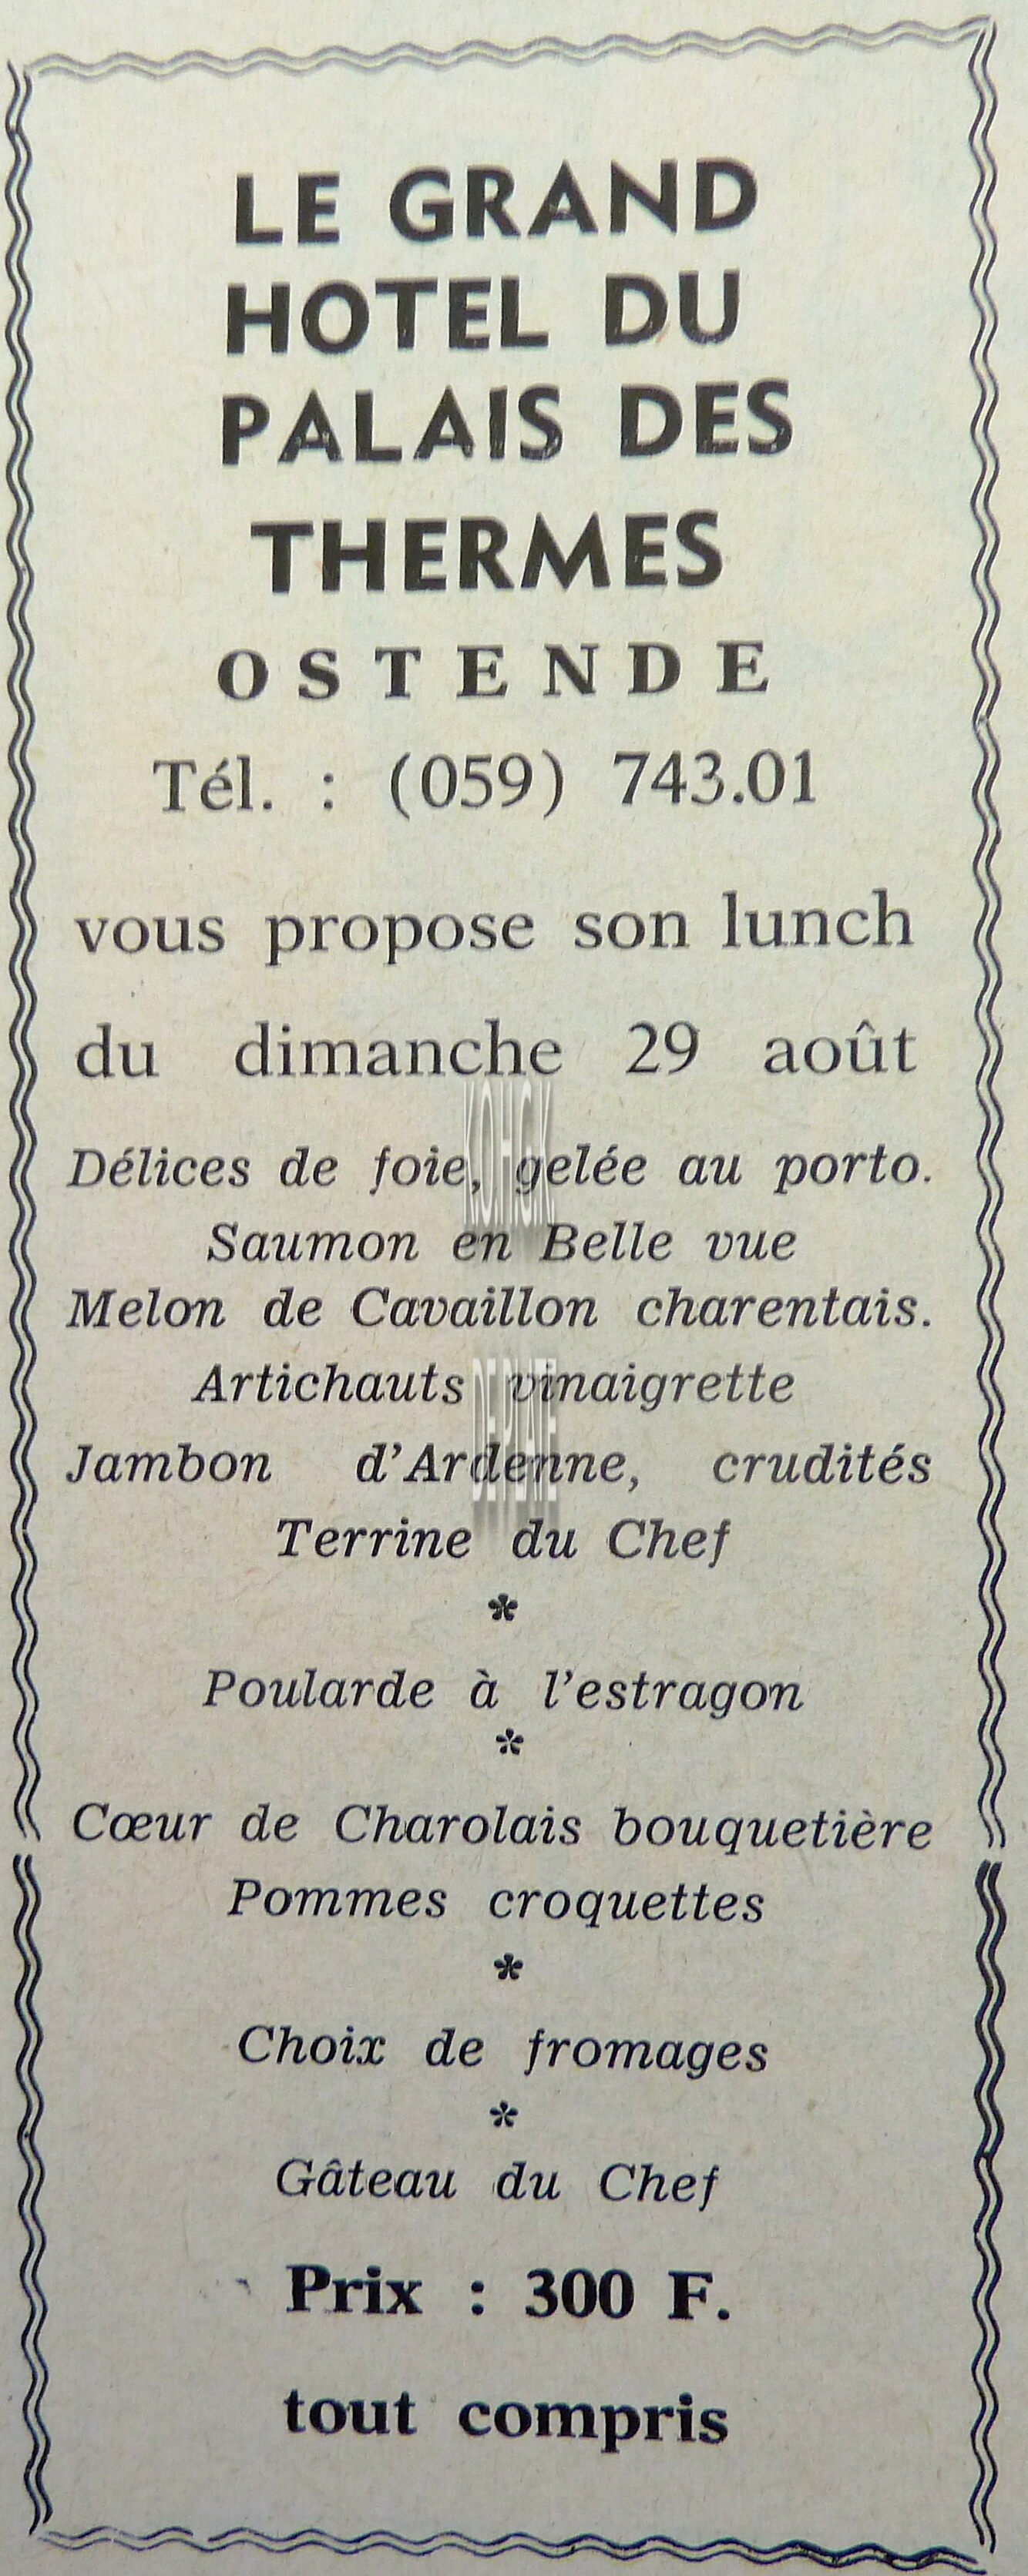 LE GRAND
HOTEL DU
PALAIS DES
THERMES
OSTENDE
Tél. : (059) 743.01
vous propose son lunch
du dimanche 29 août
Délices de foie, gelée au porto.
Saumon en Belle vue
Melon de Cavaillon charentais.
Artichauts vinaigrette
Jambon d'Ardenne, crudités
Terrine du Chef
*
Poularde à l'estragon
*
Cœur de Charolais bouquetière
Pommes croquettes
*
Choix de fromages
*
Gâteau du Chef
Prix : 300 F.
tout compris
KOHGK
DE PLATE